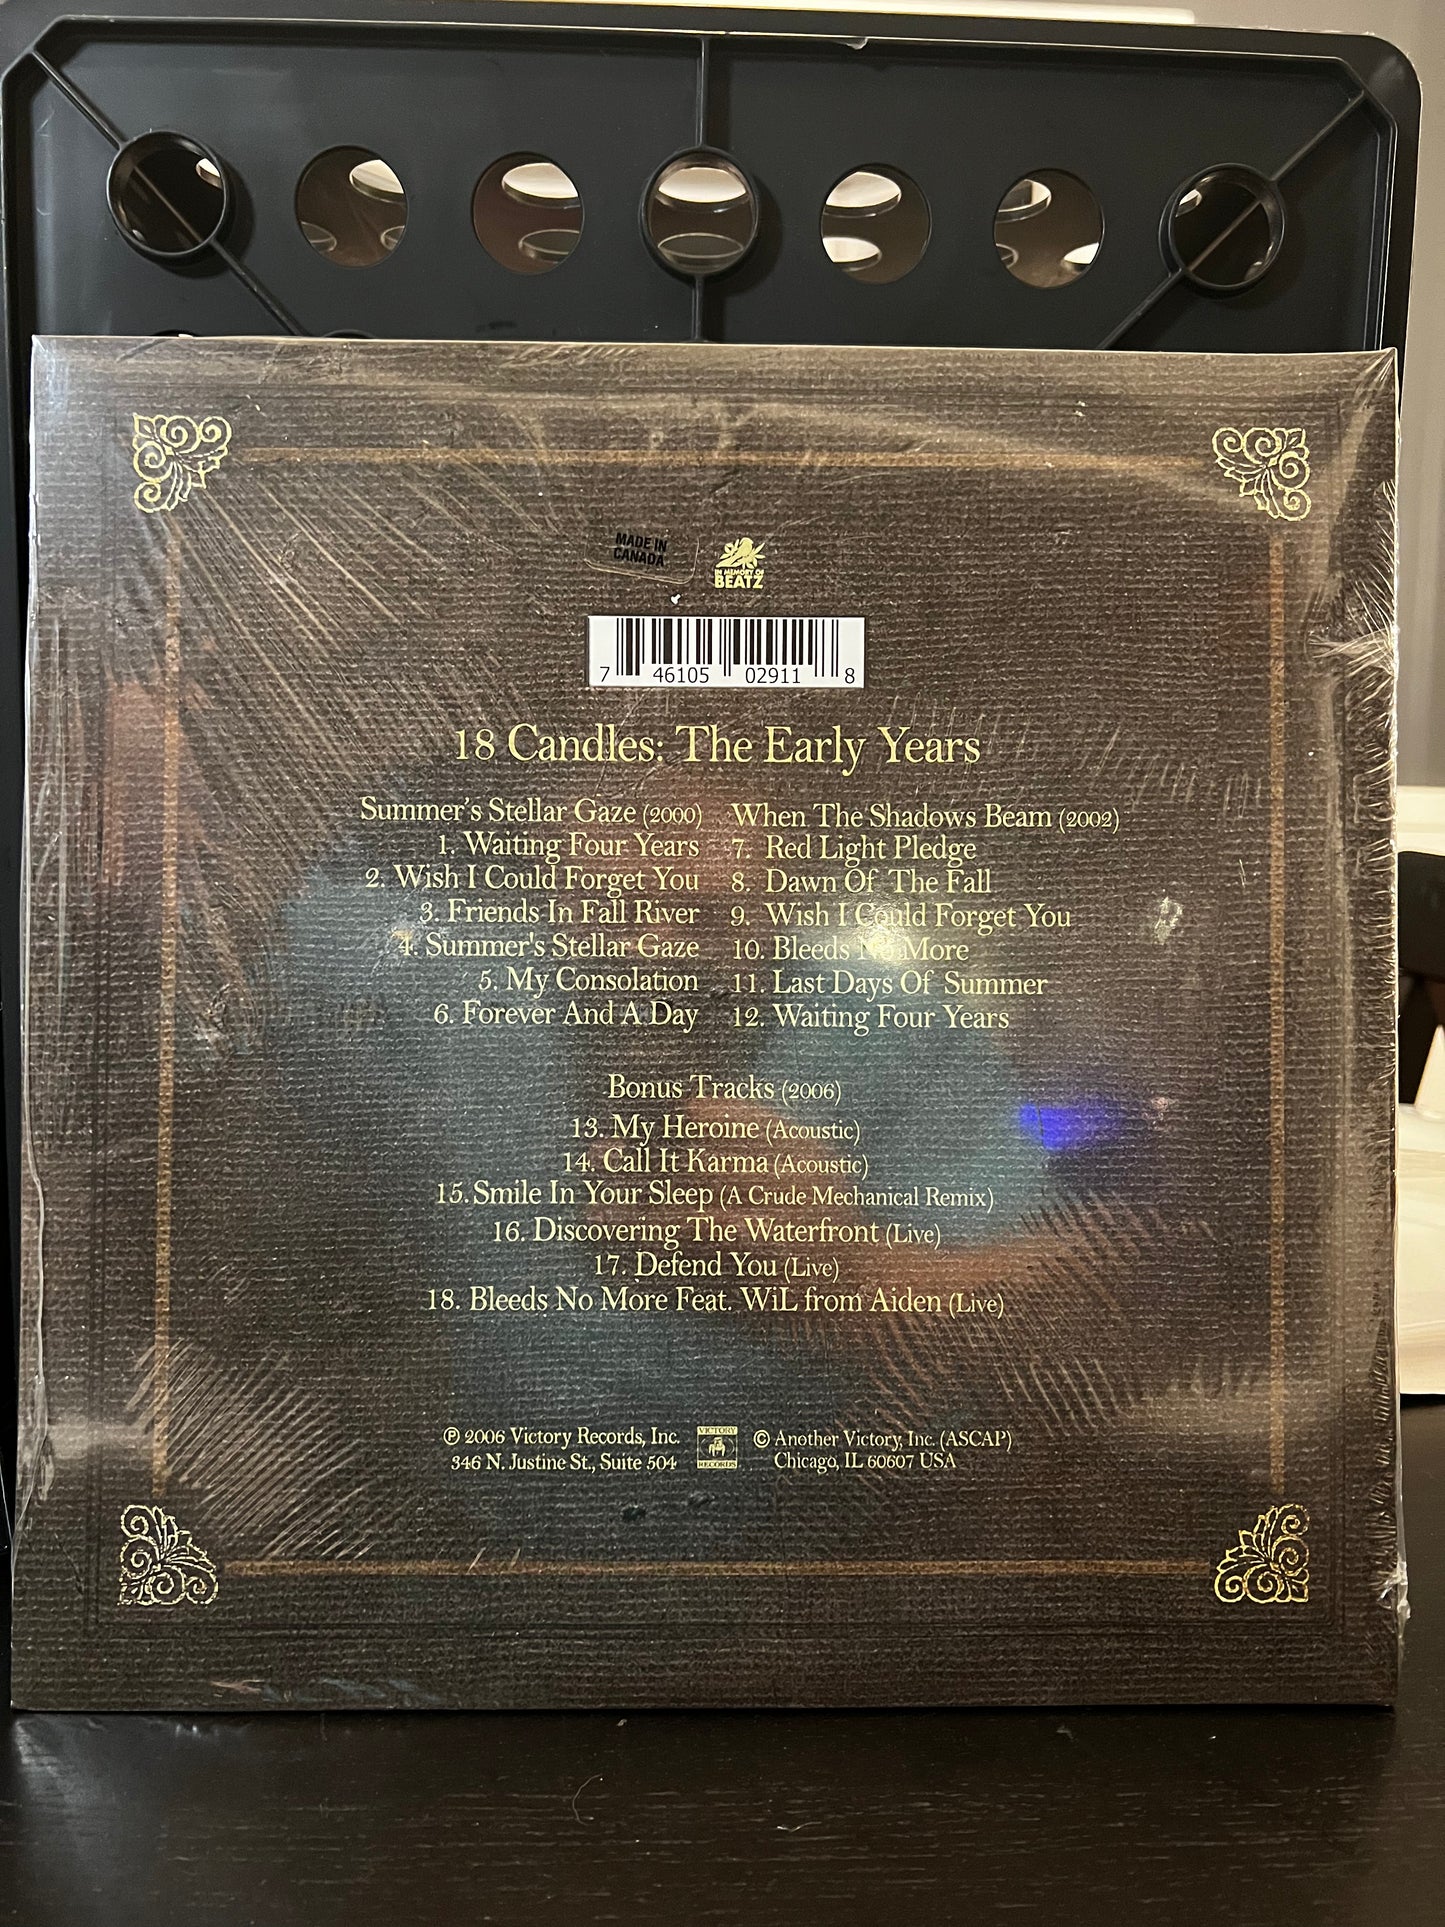 MADE IN
CANADA
IN MEMORY OF
BEATZ
7 46105 02911 8
18 Candles: The Early Years
Summer's Stellar Gaze (2000)
1. Waiting Four Years
2. Wish I Could Forget You
3. Friends In Fall River
4. Summer's Stellar Gaze
5. My Consolation
6. Forever And A Day
When The Shadows Beam (2002)
7. Red Light Pledge
8. Dawn Of The Fall
9. Wish I Could Forget You
10. Bleeds No More
11. Last Days Of Summer
12. Waiting Four Years
Bonus Tracks (2006)
13. My Heroine (Acoustic)
14. Call It Karma (Acoustic)
15. Smile In Your Sleep (A Crude Mechanical Remix)
16. Discovering The Waterfront (Live)
17. Defend You (Live)
18. Bleeds No More Feat. WiL from Aiden (Live)
℗ 2006 Victory Records, Inc.
346 N. Justine St., Suite 504
VICTORY
RECORDS
© Another Victory, Inc. (ASCAP)
Chicago, IL 60607 USA